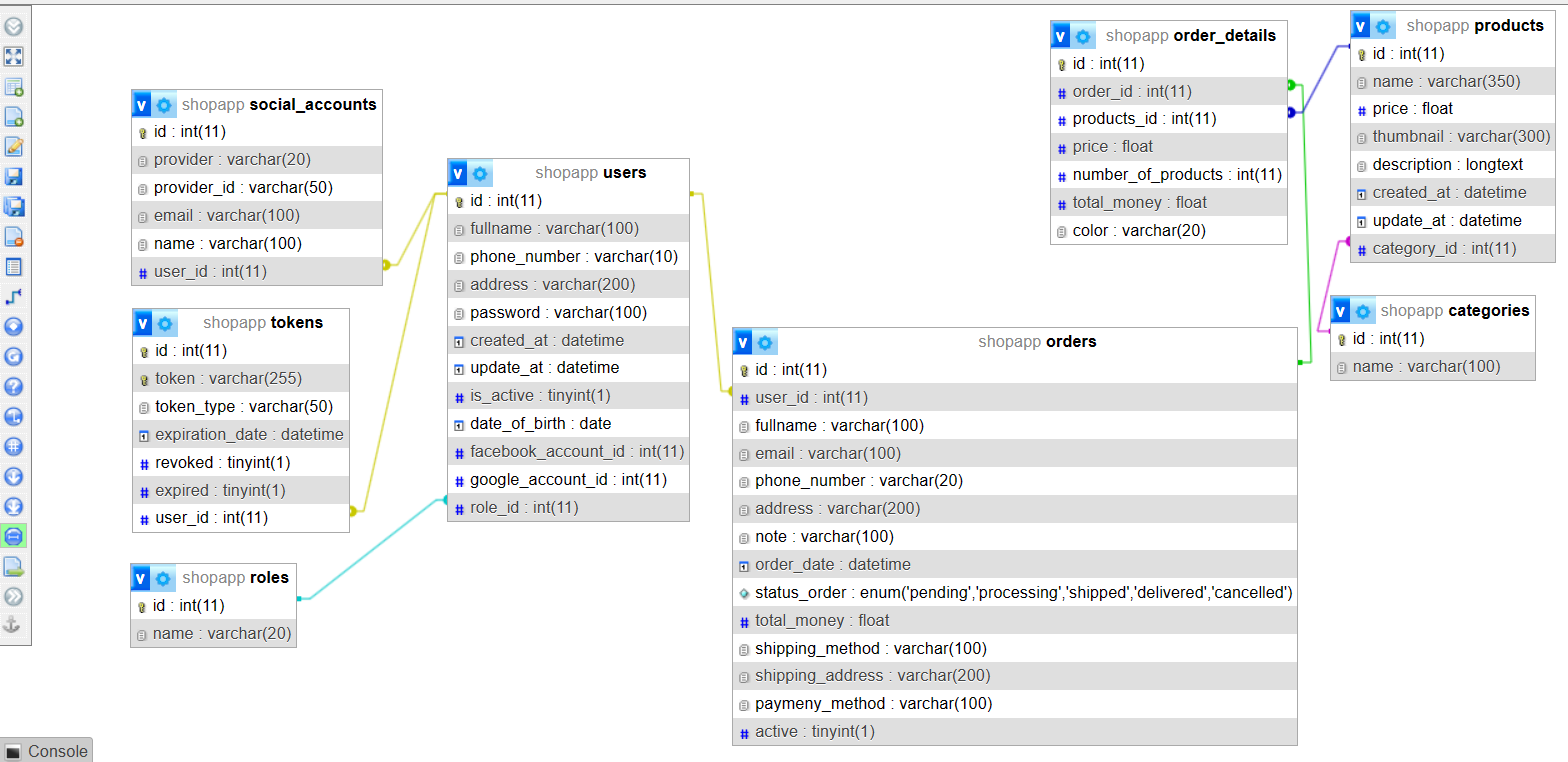 shopapp social_accounts
id : int(11)
provider : varchar(20)
provider_id : varchar(50)
email : varchar(100)
name : varchar(100)
user_id : int(11)
shopapp tokens
id : int(11)
token : varchar(255)
token_type : varchar(50)
expiration_date : datetime
revoked : tinyint(1)
expired : tinyint(1)
user_id : int(11)
shopapp roles
id : int(11)
name : varchar(20)
shopapp users
id : int(11)
fullname : varchar(100)
phone_number : varchar(10)
address : varchar(200)
password : varchar(100)
created_at : datetime
update_at : datetime
is_active : tinyint(1)
date_of_birth : date
facebook_account_id : int(11)
google_account_id : int(11)
role_id : int(11)
shopapp orders
id : int(11)
user_id : int(11)
fullname : varchar(100)
email : varchar(100)
phone_number : varchar(20)
address : varchar(200)
note : varchar(100)
order_date : datetime
status_order : enum('pending','processing','shipped','delivered','cancelled')
total_money : float
shipping_method : varchar(100)
shipping_address : varchar(200)
paymeny_method : varchar(100)
active : tinyint(1)
shopapp order_details
id : int(11)
order_id : int(11)
products_id : int(11)
price : float
number_of_products : int(11)
total_money : float
color : varchar(20)
shopapp products
id : int(11)
name : varchar(350)
price : float
thumbnail : varchar(300)
description : longtext
created_at : datetime
update_at : datetime
category_id : int(11)
shopapp categories
id : int(11)
name : varchar(100)
Console